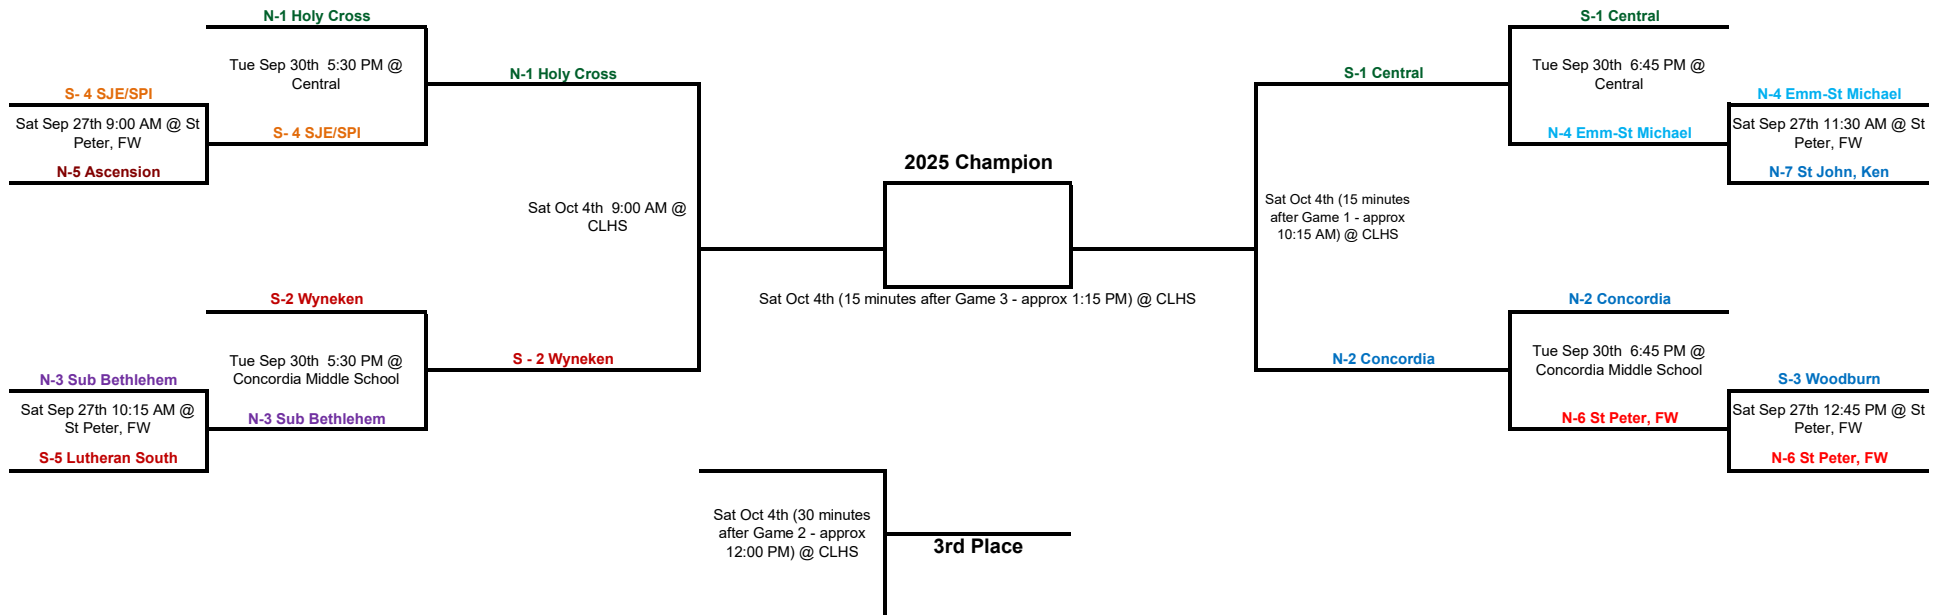 N-1 Holy Cross
S-1 Central
Tue Sep 30th  5:30 PM @
Central
Tue Sep 30th  6:45 PM @
Central
N-1 Holy Cross
S-1 Central
S- 4 SJE/SPI
N-4 Emm-St Michael
Sat Sep 27th 9:00 AM @ St
Peter, FW
S- 4 SJE/SPI
N-4 Emm-St Michael
Sat Sep 27th 11:30 AM @ St
Peter, FW
N-5 Ascension
2025 Champion
N-7 St John, Ken
Sat Oct 4th  9:00 AM @
CLHS
Sat Oct 4th (15 minutes
after Game 1 - approx
10:15 AM) @ CLHS
S-2 Wyneken
Sat Oct 4th (15 minutes after Game 3 - approx 1:15 PM) @ CLHS
N-2 Concordia
Tue Sep 30th  5:30 PM @
Concordia Middle School
S - 2 Wyneken
N-2 Concordia
Tue Sep 30th  6:45 PM @
Concordia Middle School
N-3 Sub Bethlehem
S-3 Woodburn
Sat Sep 27th 10:15 AM @
St Peter, FW
N-3 Sub Bethlehem
N-6 St Peter, FW
Sat Sep 27th 12:45 PM @ St
Peter, FW
S-5 Lutheran South
N-6 St Peter, FW
Sat Oct 4th (30 minutes
after Game 2 - approx
12:00 PM) @ CLHS
3rd Place